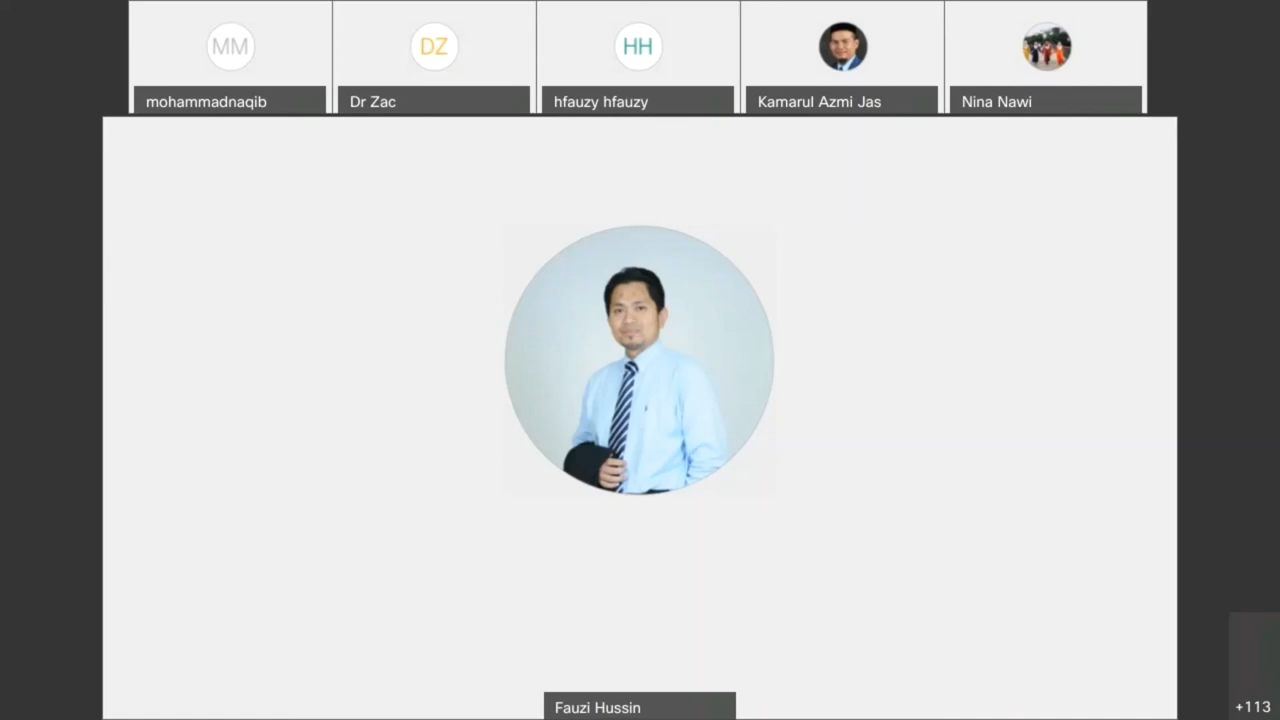 MM
DZ
HH
mohammadnaqib
Dr Zac
hfauzy hfauzy
Kamarul Azmi Jas
Nina Nawi
Fauzi Hussin
+113